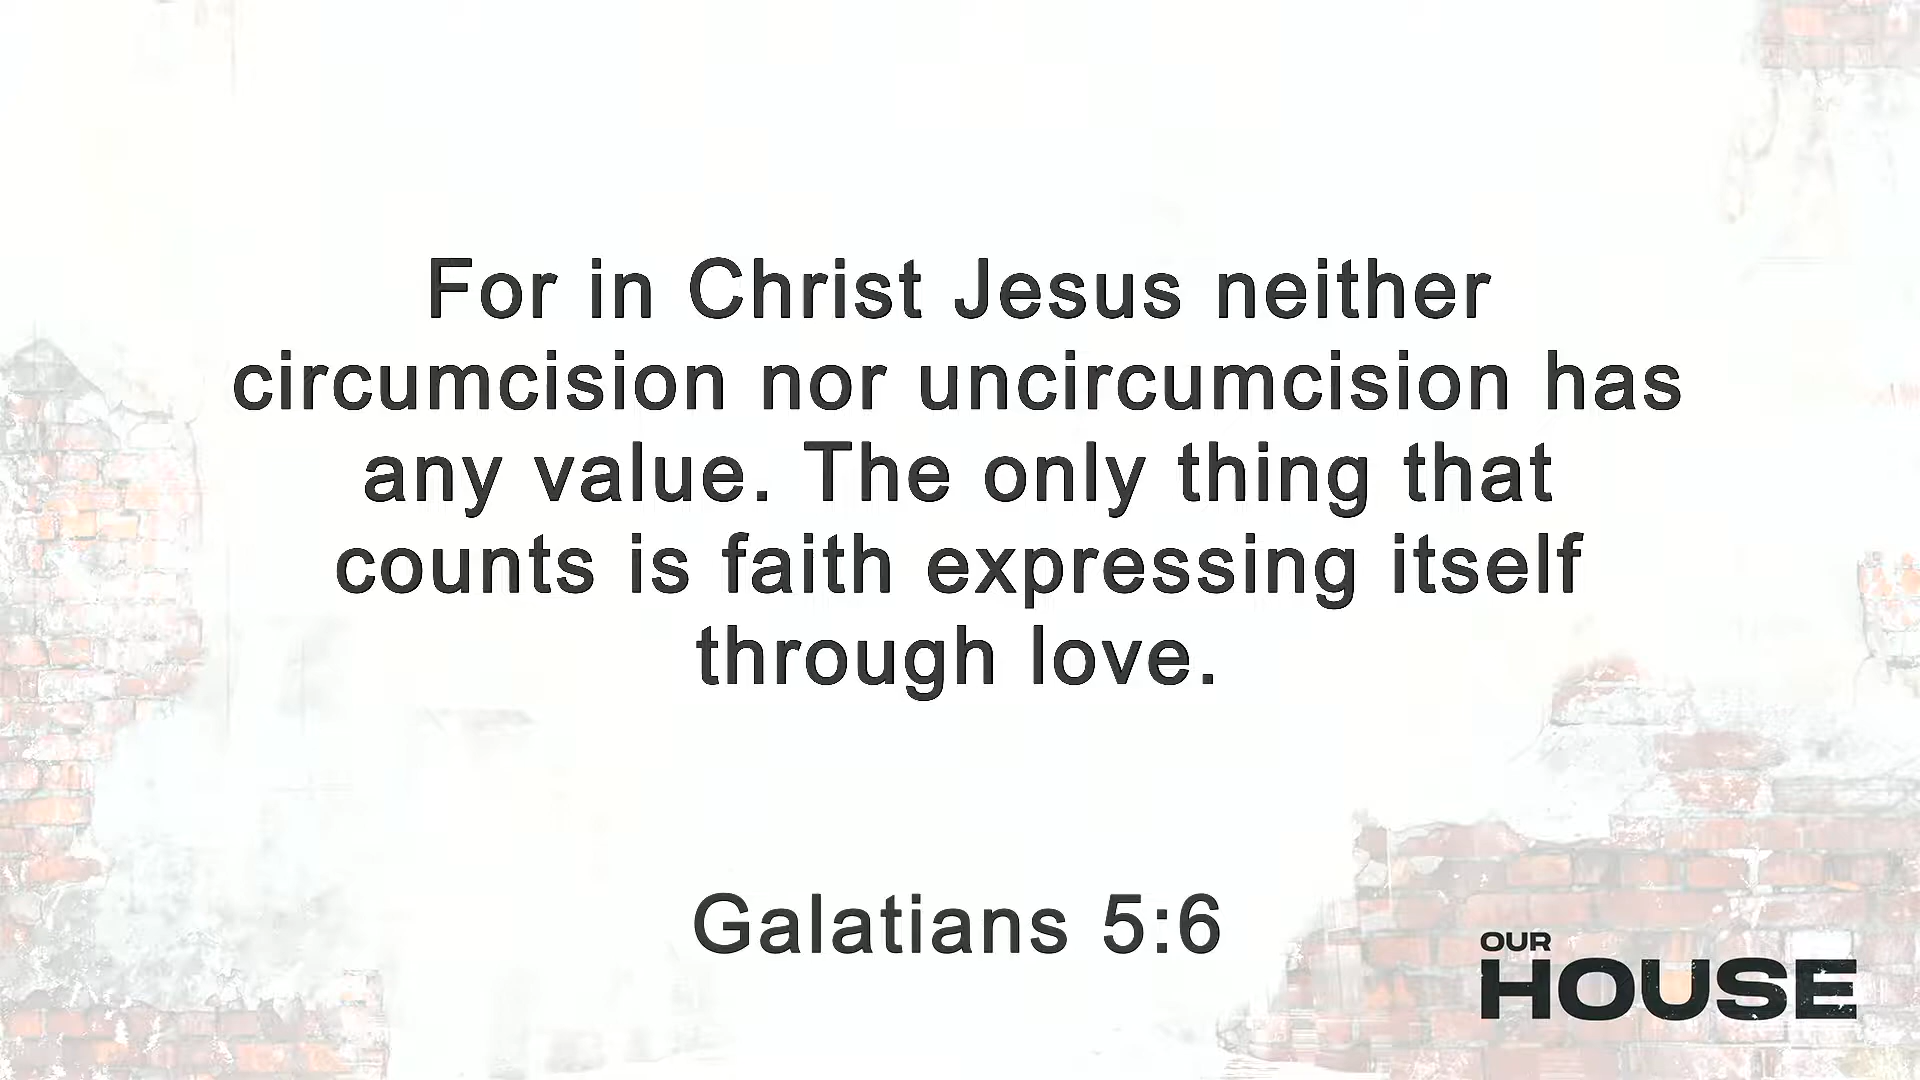 For in Christ Jesus neither
circumcision nor uncircumcision has
any value. The only thing that
counts is faith expressing itself
through love.
Galatians 5:6
OUR
HOUSE